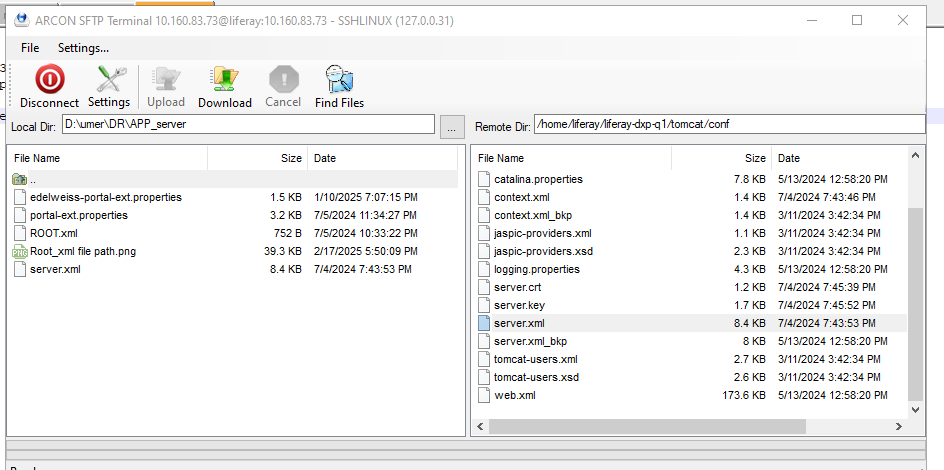 ARCON SFTP Terminal 10.160.83.73@liferay:10.160.83.73 - SSHLINUX (127.0.0.31)
File Settings...
Disconnect Settings Upload Download Cancel Find Files
Local Dir: D:\umer\DR\APP_server ... Remote Dir: /home/liferay/liferay-dxp-q1/tomcat/conf
File Name Size Date
..
edelweiss-portal-ext.properties 1.5 KB 1/10/2025 7:07:15 PM
portal-ext.properties 3.2 KB 7/5/2024 11:34:27 PM
ROOT.xml 752 B 7/5/2024 10:33:22 PM
Root_xml file path.png 39.3 KB 2/17/2025 5:50:09 PM
server.xml 8.4 KB 7/4/2024 7:43:53 PM
File Name Size Date
catalina.properties 7.8 KB 5/13/2024 12:58:20 PM
context.xml 1.4 KB 7/4/2024 7:43:46 PM
context.xml_bkp 1.4 KB 3/11/2024 3:42:34 PM
jaspic-providers.xml 1.1 KB 3/11/2024 3:42:34 PM
jaspic-providers.xsd 2.3 KB 3/11/2024 3:42:34 PM
logging.properties 4.3 KB 5/13/2024 12:58:20 PM
server.crt 1.2 KB 7/4/2024 7:45:39 PM
server.key 1.7 KB 7/4/2024 7:45:52 PM
server.xml 8.4 KB 7/4/2024 7:43:53 PM
server.xml_bkp 8 KB 5/13/2024 12:58:20 PM
tomcat-users.xml 2.7 KB 3/11/2024 3:42:34 PM
tomcat-users.xsd 2.6 KB 3/11/2024 3:42:34 PM
web.xml 173.6 KB 5/13/2024 12:58:20 PM